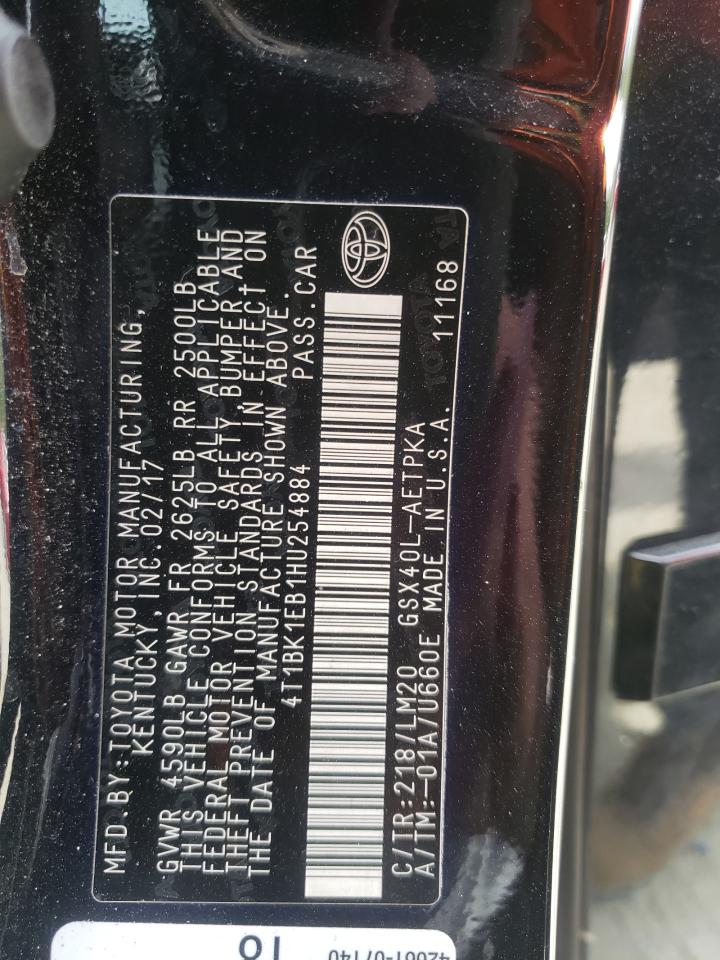 MFD.BY:TOYOTA MOTOR MANUFACTURING,
KENTUCKY,INC.02/17
GVWR 4590LB GAWR FR 2625LB RR 2500LB
THIS VEHICLE CONFORMS TO ALL APPLICABLE
FEDERAL MOTOR VEHICLE SAFETY BUMPER AND
THEFT PREVENTION STANDARDS IN EFFECT ON
THE DATE OF MANUFACTURE SHOWN ABOVE.
4T1BK1EB1HU254884 PASS.CAR
C/TR:218/LM20 GSX40L-AETPKA
A/TM:-01A/U660E MADE IN U.S.A. 11168
42661-07140